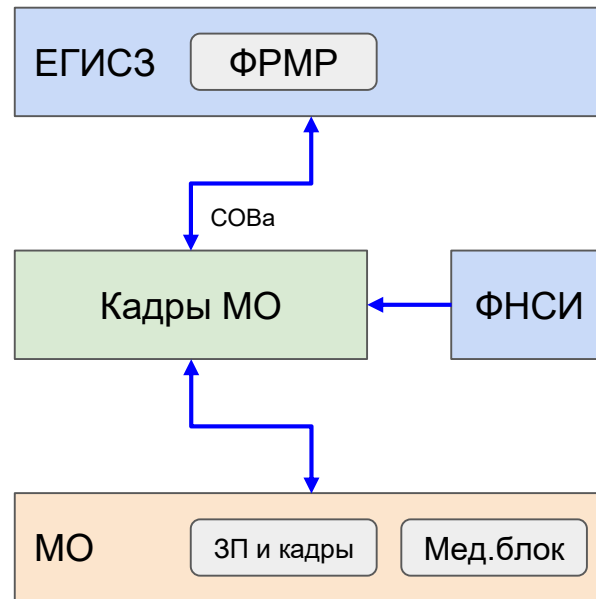 ЕГИСЗ
ФРМР
СОВа
Кадры МО
ФНСИ
МО
ЗП и кадры
Мед.блок